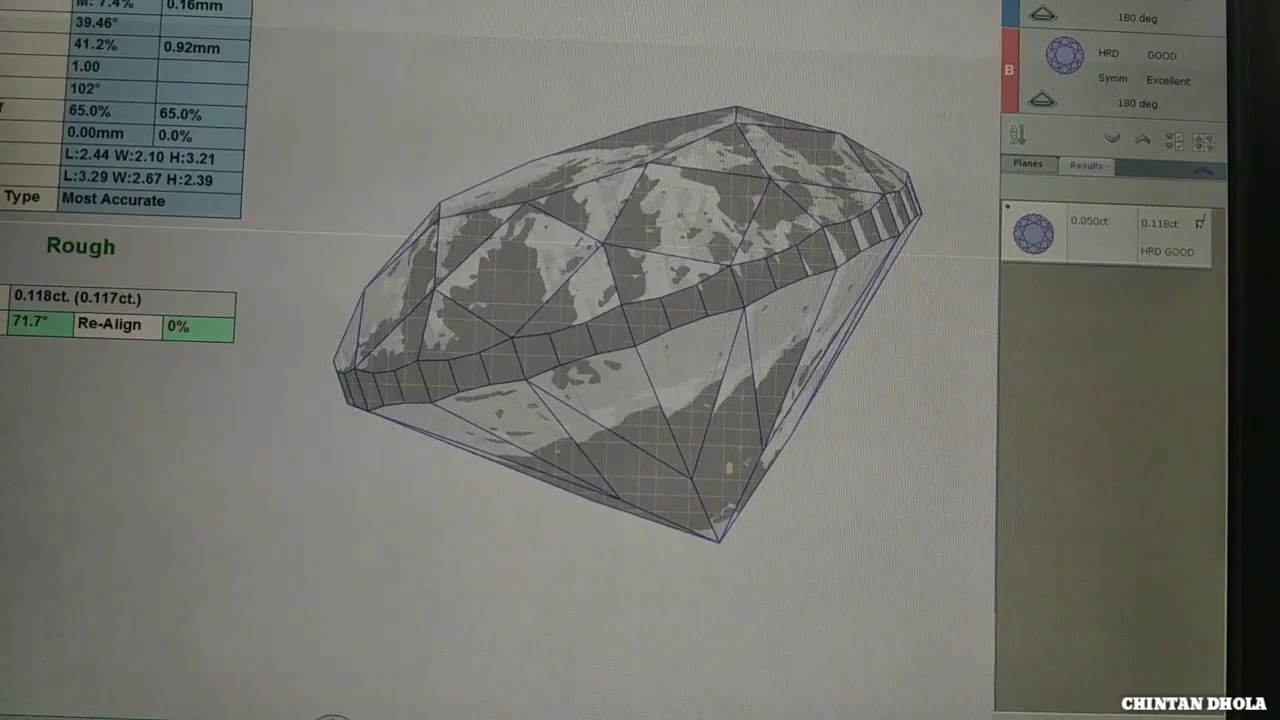 M: 7.4% 0.16mm
39.46°
41.2% 0.92mm
1.00
102°
65.0% 65.0%
0.00mm 0.0%
L:2.44 W:2.10 H:3.21
L:3.29 W:2.67 H:2.39
Type Most Accurate
Rough
0.118ct. (0.117ct.)
71.7° Re-Align 0%
180 deg
B
HRD GOOD
Symm Excellent
180 deg
Planes Results
0.050ct 0.118ct
HRD GOOD
CHINTAN DHOLA